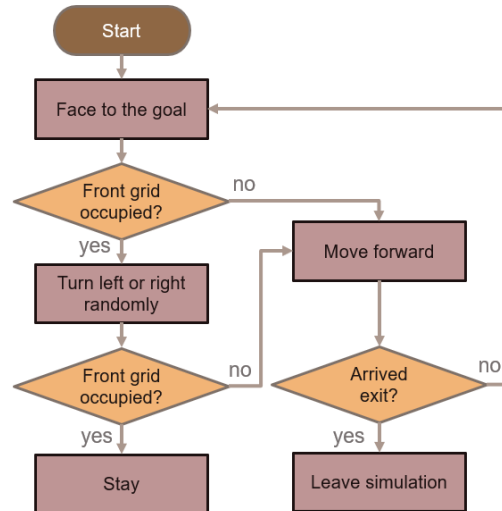 Start
Face to the goal
Front grid
occupied?
no
yes
Turn left or right
randomly
Move forward
Front grid
occupied?
no
yes
Arrived
exit?
no
yes
Stay
Leave simulation